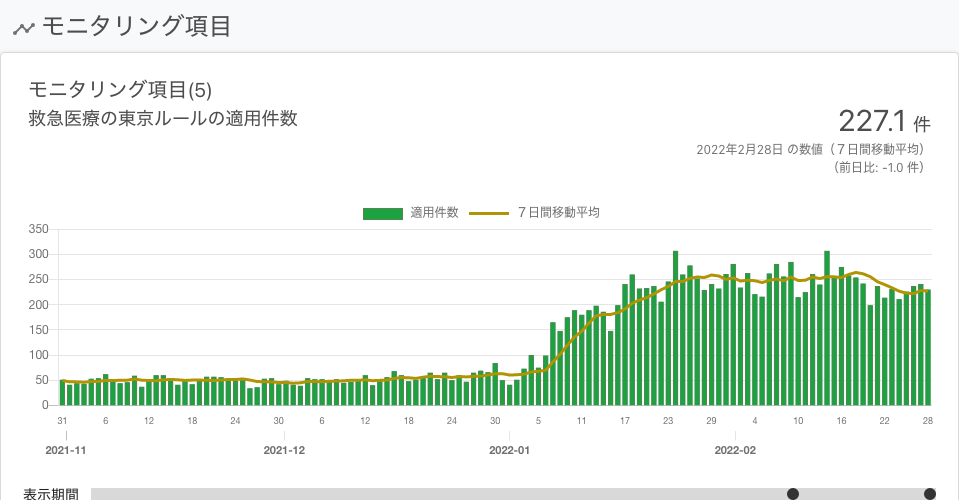 モニタリング項目
モニタリング項目(5)
救急医療の東京ルールの適用件数
227.1 件
2022年2月28日 の数値（７日間移動平均）
（前日比: -1.0 件）
適用件数 ７日間移動平均
350
300
250
200
150
100
50
0
31 6 12 18 24 30 6 12 18 24 30 5 11 17 23 29 4 10 16 22 28
2021-11 2021-12 2022-01 2022-02
表示期間